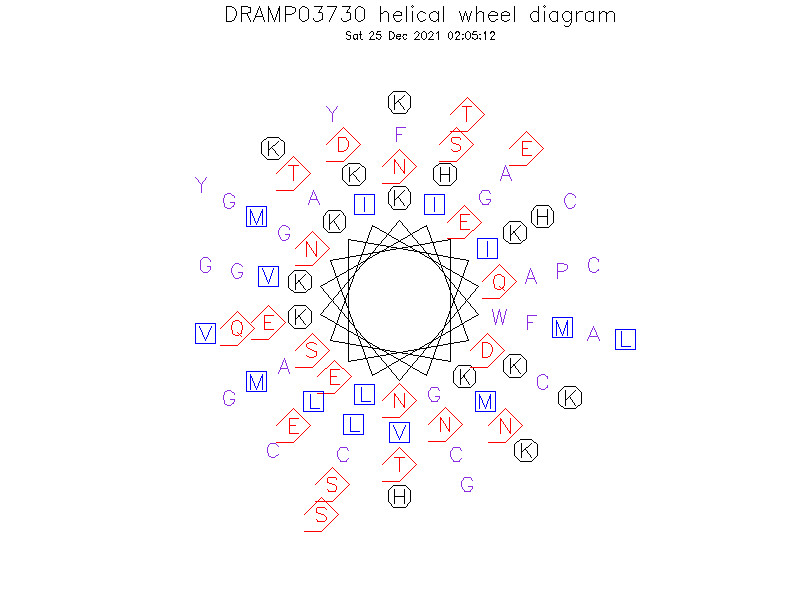 DRAMP03730 helical wheel diagram
Sat 25 Dec 2021 02:05:12
K
Y T
F
K D S E
N
T K H A
Y A K G
G I I C
M K E H
G K
N I
G G V A P C
K Q
K W
V Q E F M A L
S D
A K
M E K C
G L L N G M K
E L N N
V
C C C K
T
S G
H
S